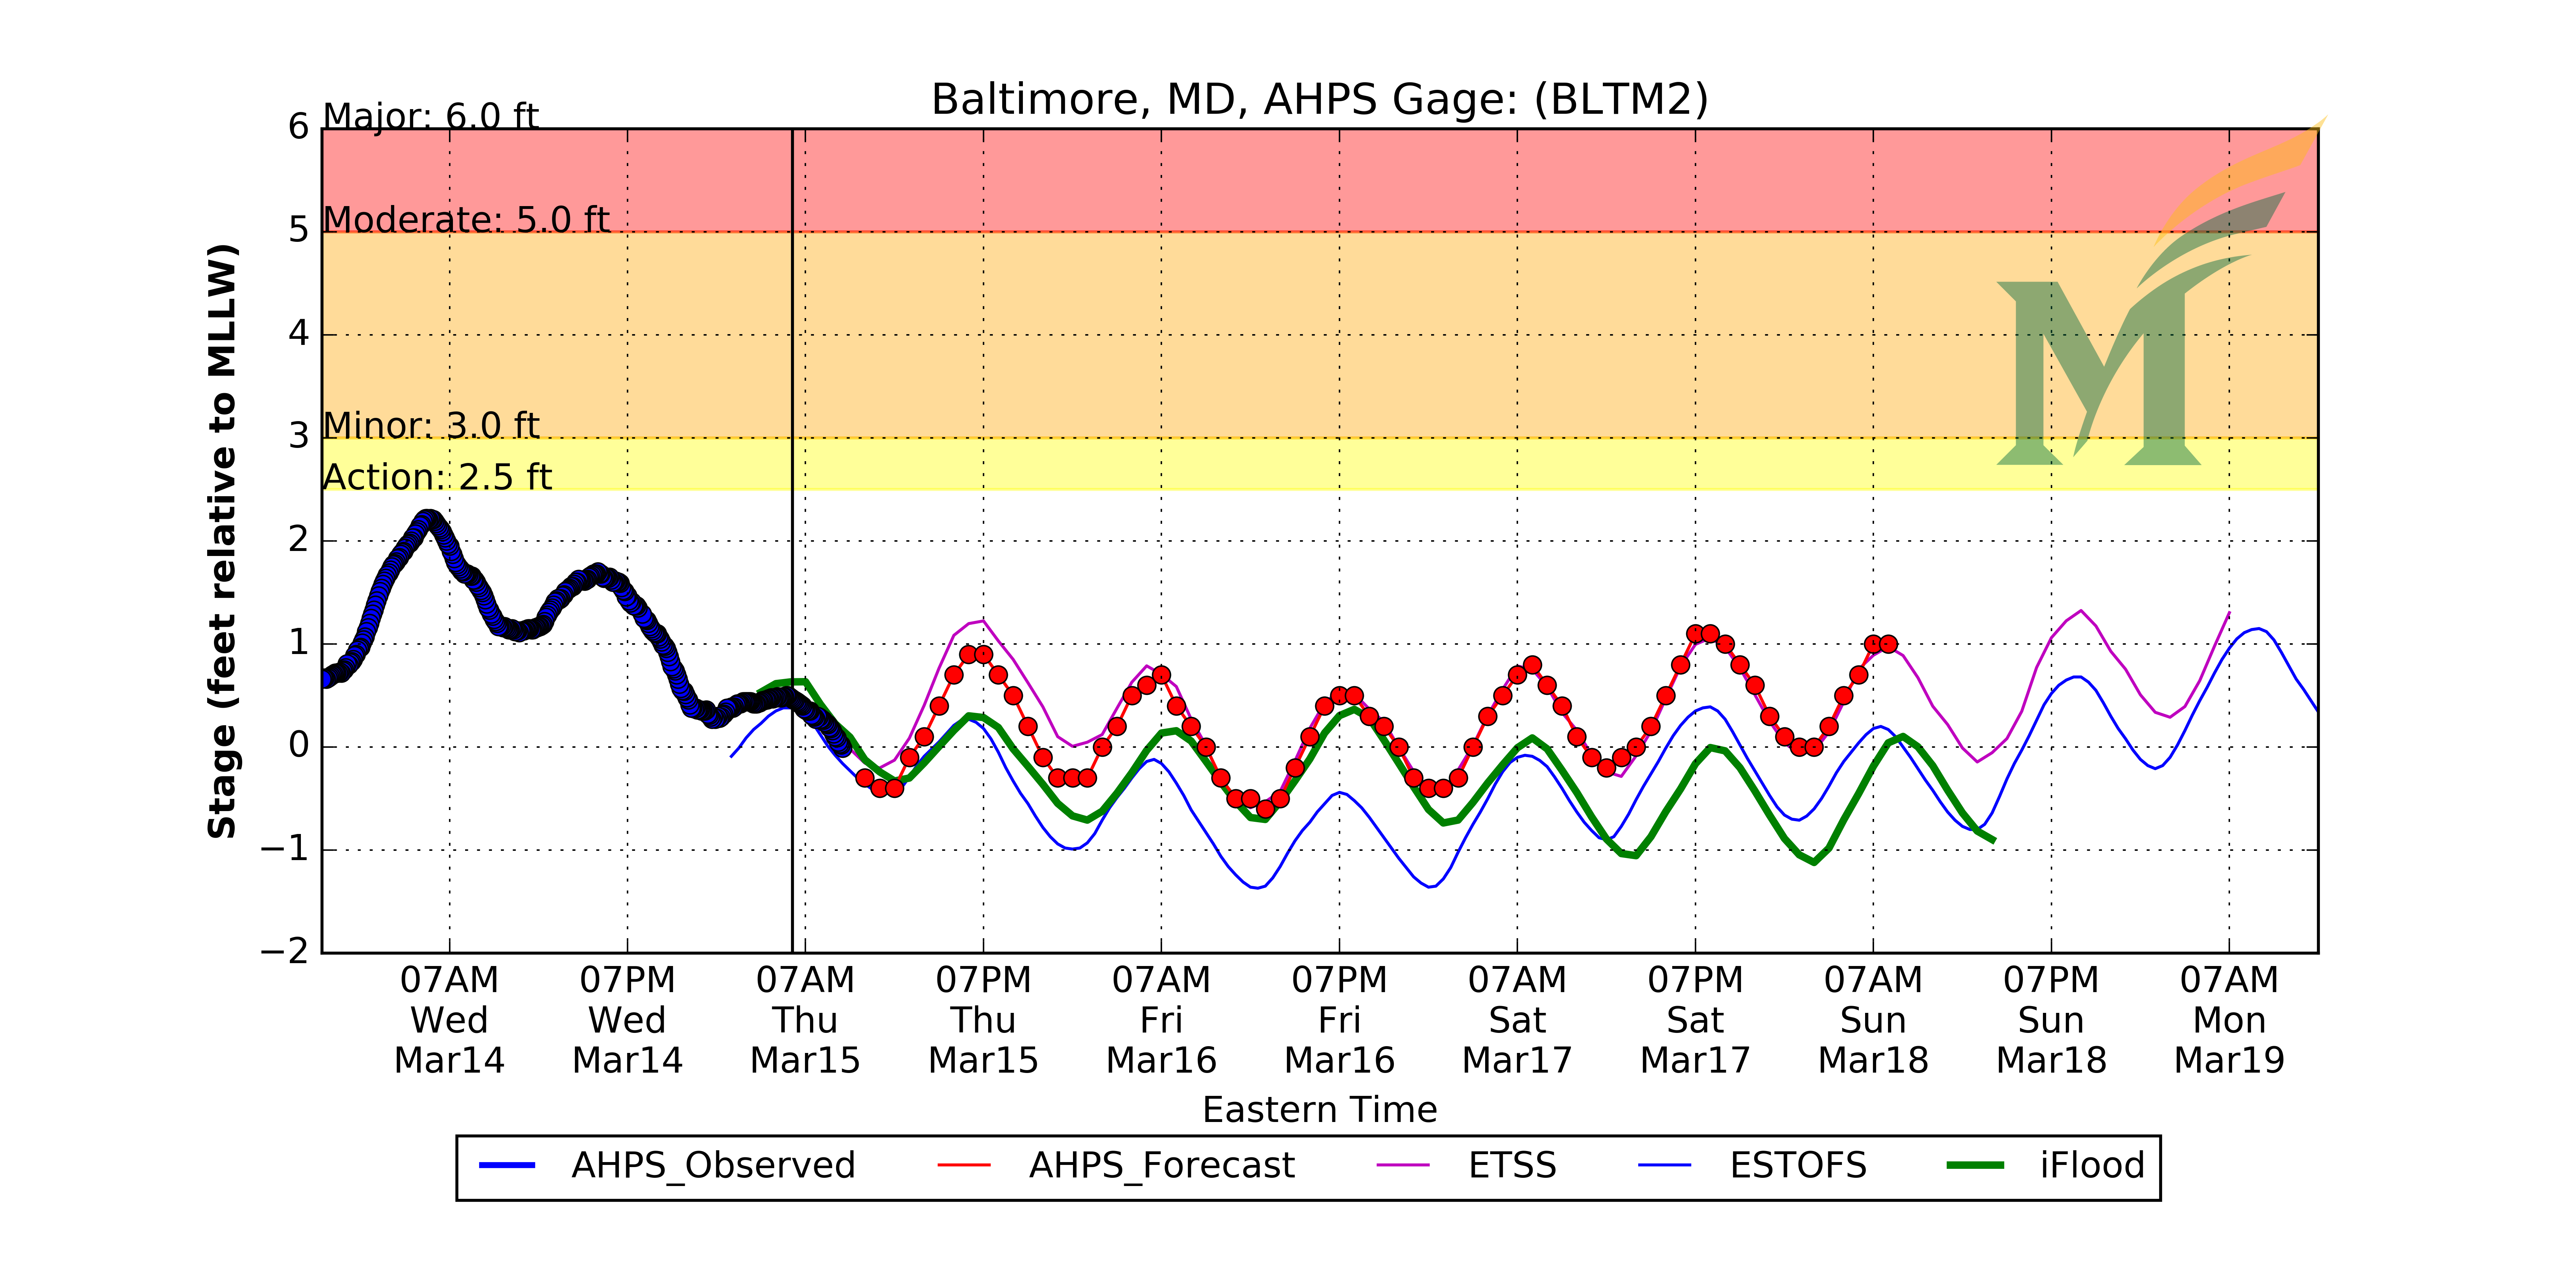 Baltimore, MD, AHPS Gage: (BLTM2)
Major: 6.0 ft
Moderate: 5.0 ft
Minor: 3.0 ft
Action: 2.5 ft
Stage (feet relative to MLLW)
6
5
4
3
2
1
0
−1
−2
07AM Wed Mar14
07PM Wed Mar14
07AM Thu Mar15
07PM Thu Mar15
07AM Fri Mar16
07PM Fri Mar16
07AM Sat Mar17
07PM Sat Mar17
07AM Sun Mar18
07PM Sun Mar18
07AM Mon Mar19
Eastern Time
AHPS_Observed AHPS_Forecast ETSS ESTOFS iFlood
M